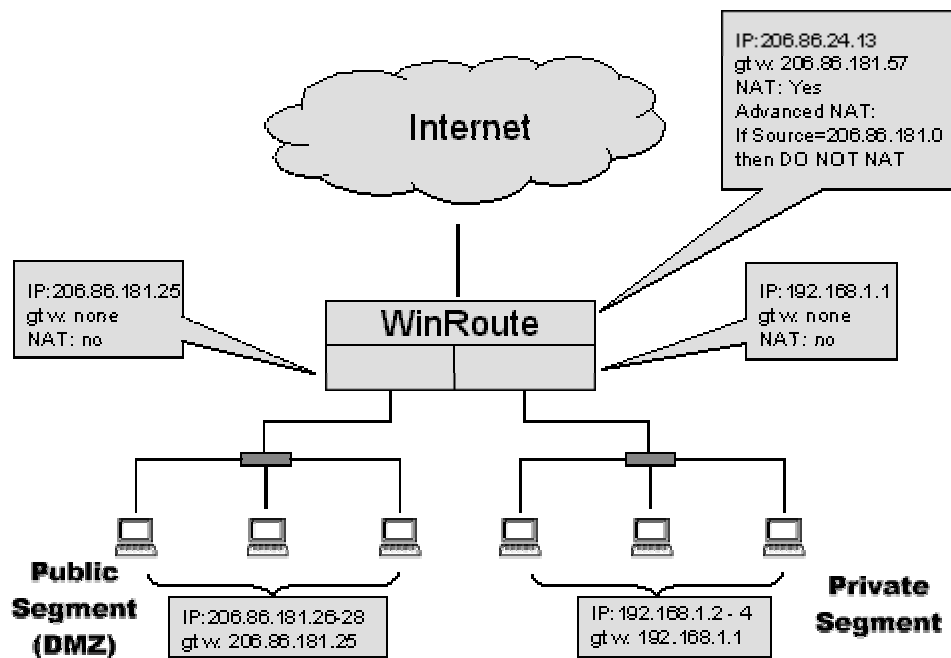 IP:206.86.24.13
gtw: 206.86.181.57
NAT: Yes
Advanced NAT:
If Source=206.86.181.0
then DO NOT NAT
Internet
IP:206.86.181.25
gtw: none
NAT: no
WinRoute
IP:192.168.1.1
gtw: none
NAT: no
Public
Segment
(DMZ)
IP:206.86.181.26-28
gtw: 206.86.181.25
IP:192.168.1.2 - 4
gtw: 192.168.1.1
Private
Segment